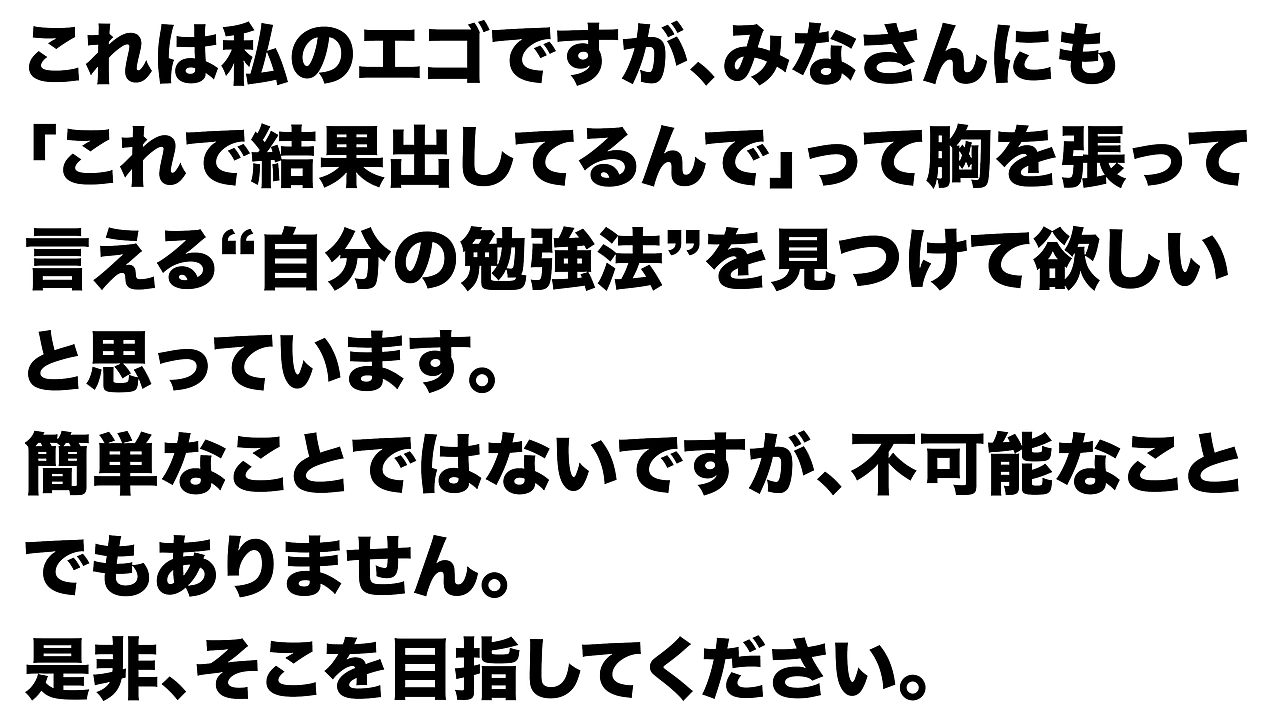 これは私のエゴですが、みなさんにも
「これで結果出してるんで」って胸を張って
言える“自分の勉強法”を見つけて欲しい
と思っています。
簡単なことではないですが、不可能なこと
でもありません。
是非、そこを目指してください。